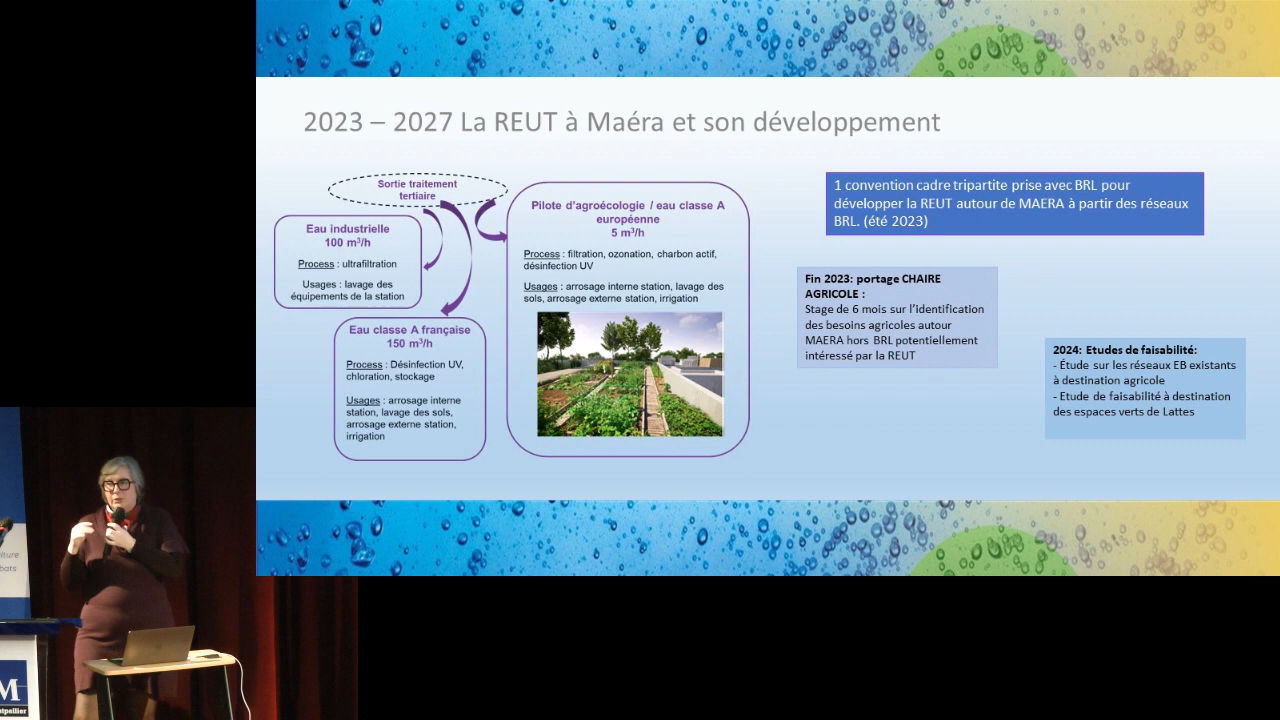 2023 – 2027 La REUT à Maéra et son développement
Sortie traitement
tertiaire
Eau industrielle
100 m³/h
Process : ultrafiltration
Usages : lavage des
équipements de la station
Eau classe A française
150 m³/h
Process : Désinfection UV,
chloration, stockage
Usages : arrosage interne
station, lavage des sols,
arrosage externe station,
irrigation
Pilote d'agroécologie / eau classe A
européenne
5 m³/h
Process : filtration, ozonation, charbon actif,
désinfection UV
Usages : arrosage interne station, lavage des
sols, arrosage externe station, irrigation
1 convention cadre tripartite prise avec BRL pour
développer la REUT autour de MAERA à partir des réseaux
BRL. (été 2023)
Fin 2023: portage CHAIRE
AGRICOLE :
Stage de 6 mois sur l'identification
des besoins agricoles autour
MAERA hors BRL potentiellement
intéressé par la REUT
2024: Etudes de faisabilité:
- Étude sur les réseaux EB existants
à destination agricole
- Etude de faisabilité à destination
des espaces verts de Lattes
lture
bats
M
tpellier